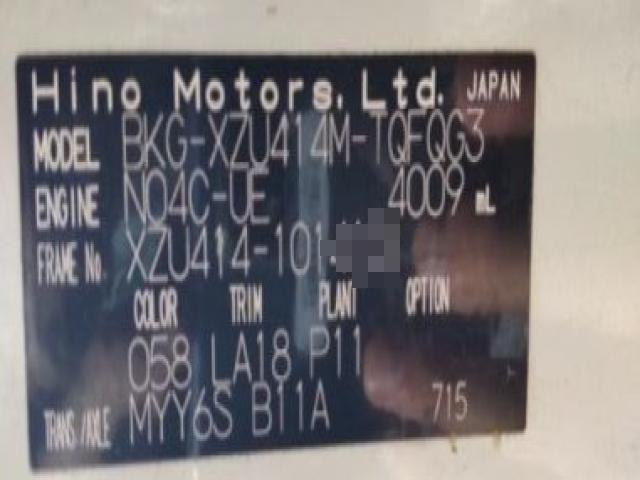 Hino Motors, Ltd. JAPAN
MODEL BKG-XZU414M-TQFQG3
ENGINE N04C-UE 4009 mL
FRAME No. XZU414-101
COLOR TRIM PLANT OPTION
058 LA18 P11
TRANS/AXLE MYY6S B11A 715